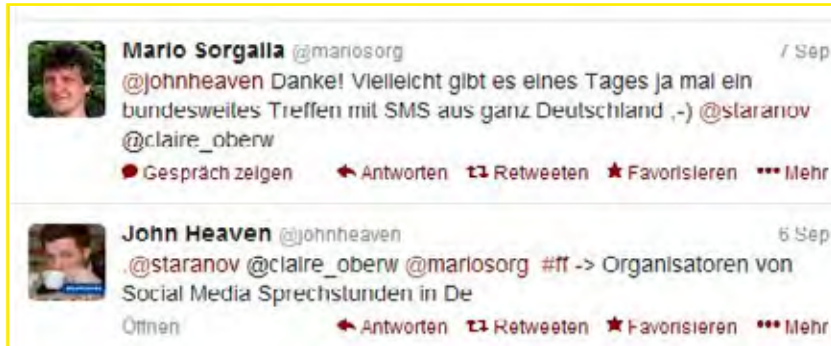 Mario Sorgalla @mariosorg 7 Sep
@johnheaven Danke! Vielleicht gibt es eines Tages ja mal ein
bundesweites Treffen mit SMS aus ganz Deutschland ;-) @staranov
@claire_oberw
Gespräch zeigen Antworten Retweeten Favorisieren Mehr
John Heaven @johnheaven 6 Sep
.@staranov @claire_oberw @mariosorg #ff -> Organisatoren von
Social Media Sprechstunden in De
Öffnen Antworten Retweeten Favorisieren Mehr